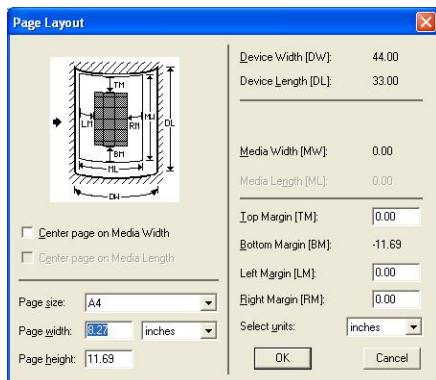 Page Layout
TM
LM
MW
RM
DL
BM
ML
DW
Center page on Media Width
Center page on Media Length
Page size: A4
Page width: 8.27 inches
Page height: 11.69
Device Width [DW]: 44.00
Device Length [DL]: 33.00
Media Width [MW]: 0.00
Media Length [ML]: 0.00
Top Margin [TM]: 0.00
Bottom Margin [BM]: -11.69
Left Margin [LM]: 0.00
Right Margin [RM]: 0.00
Select units: inches
OK Cancel